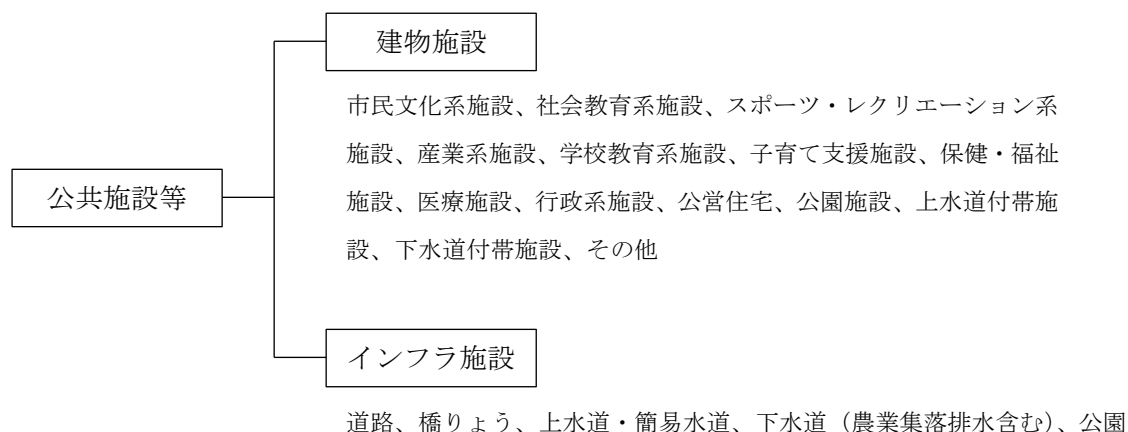 建物施設
市民文化系施設、社会教育系施設、スポーツ・レクリエーション系
施設、産業系施設、学校教育系施設、子育て支援施設、保健・福祉
施設、医療施設、行政系施設、公営住宅、公園施設、上水道付帯施
設、下水道付帯施設、その他
公共施設等
インフラ施設
道路、橋りょう、上水道・簡易水道、下水道（農業集落排水含む）、公園